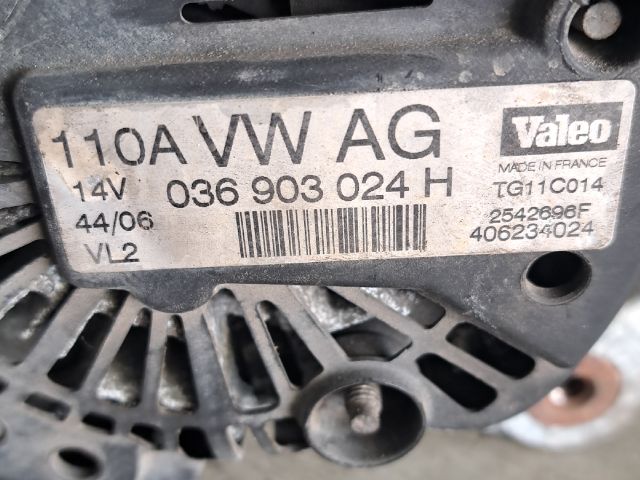 110A VW AG
14V 036 903 024 H
44/06
VL2
Valeo
MADE IN FRANCE
TG11C014
2542696F
406234024